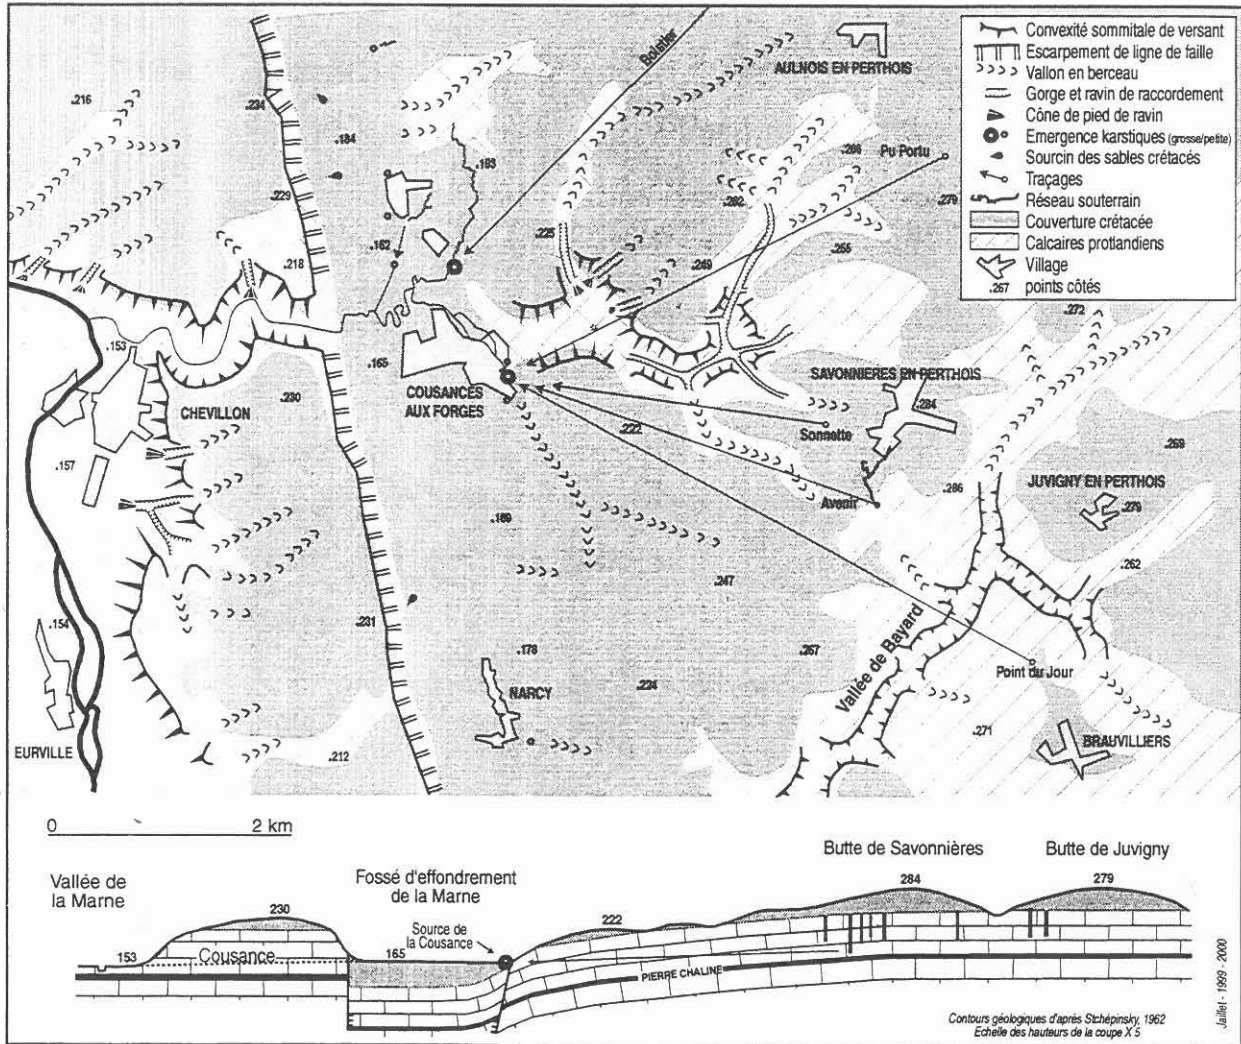 Convexité sommitale de versant
Escarpement de ligne de faille
Vallon en berceau
Gorge et ravin de raccordement
Cône de pied de ravin
Emergence karstiques (grosse/petite)
Sourcin des sables crétacés
Traçages
Réseau souterrain
Couverture crétacée
Calcaires protlandiens
Village
.267 points côtés
Boletier
AULNOIS EN PERTHOIS
.216
.234
.184
.193
.266
Pu Portu
.279
.282
.229
.162
.225
.255
.218
.249
.272
.153
.165
SAVONNIERES EN PERTHOIS
.284
COUSANCES
AUX FORGES
CHEVILLON
.230
.222
Sonnette
.269
.157
.286
JUVIGNY EN PERTHOIS
.279
Avenir
.189
.247
.262
.154
.231
.178
.267
Vallée de Bayard
Point du Jour
NARCY
.224
.271
BRAUVILLIERS
EURVILLE
.212
0 2 km
Butte de Savonnières
Butte de Juvigny
Vallée de
la Marne
Fossé d'effondrement
de la Marne
284
279
230
222
Source de
la Cousance
153
Cousance
165
PIERRE CHALINE
Contours géologiques d'après Stchépinsky, 1962
Echelle des hauteurs de la coupe X 5
Jaillet - 1999 - 2000